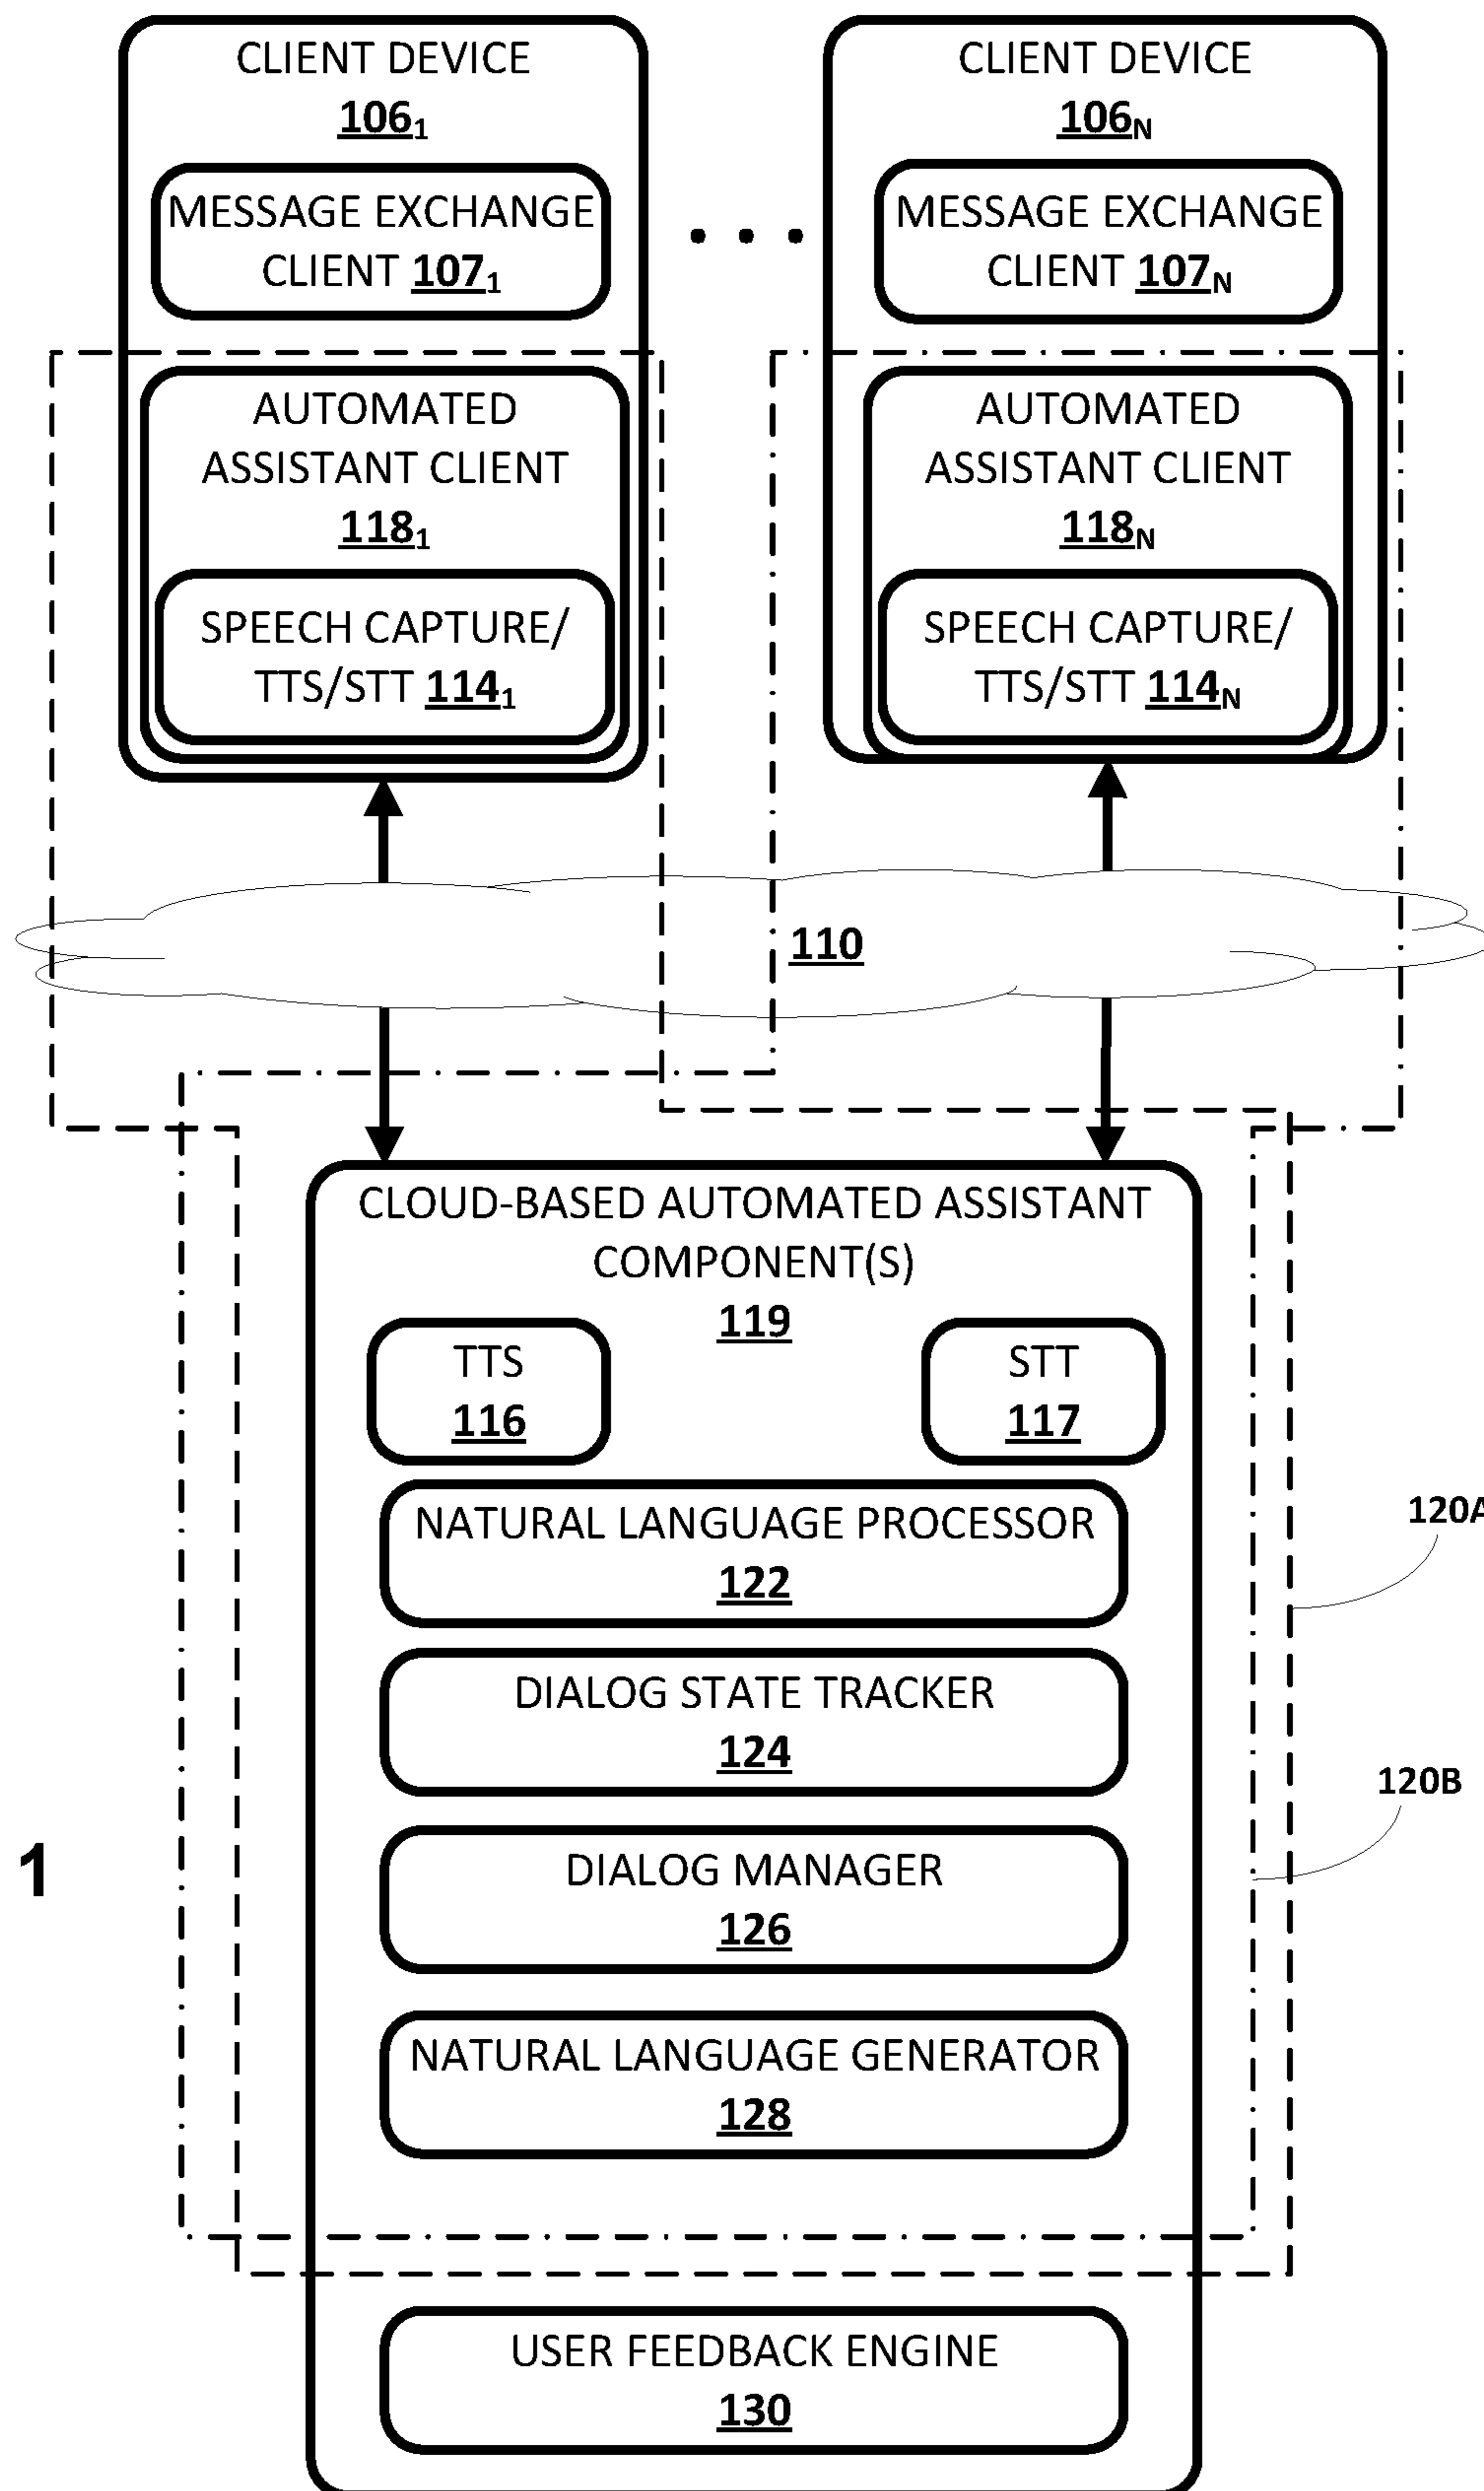 CLIENT DEVICE
106₁
MESSAGE EXCHANGE
CLIENT 107₁
AUTOMATED
ASSISTANT CLIENT
118₁
SPEECH CAPTURE/
TTS/STT 114₁
CLIENT DEVICE
106N
MESSAGE EXCHANGE
CLIENT 107N
AUTOMATED
ASSISTANT CLIENT
118N
SPEECH CAPTURE/
TTS/STT 114N
110
CLOUD-BASED AUTOMATED ASSISTANT
COMPONENT(S)
119
TTS
116
STT
117
NATURAL LANGUAGE PROCESSOR
122
120A
DIALOG STATE TRACKER
124
120B
1
DIALOG MANAGER
126
NATURAL LANGUAGE GENERATOR
128
USER FEEDBACK ENGINE
130